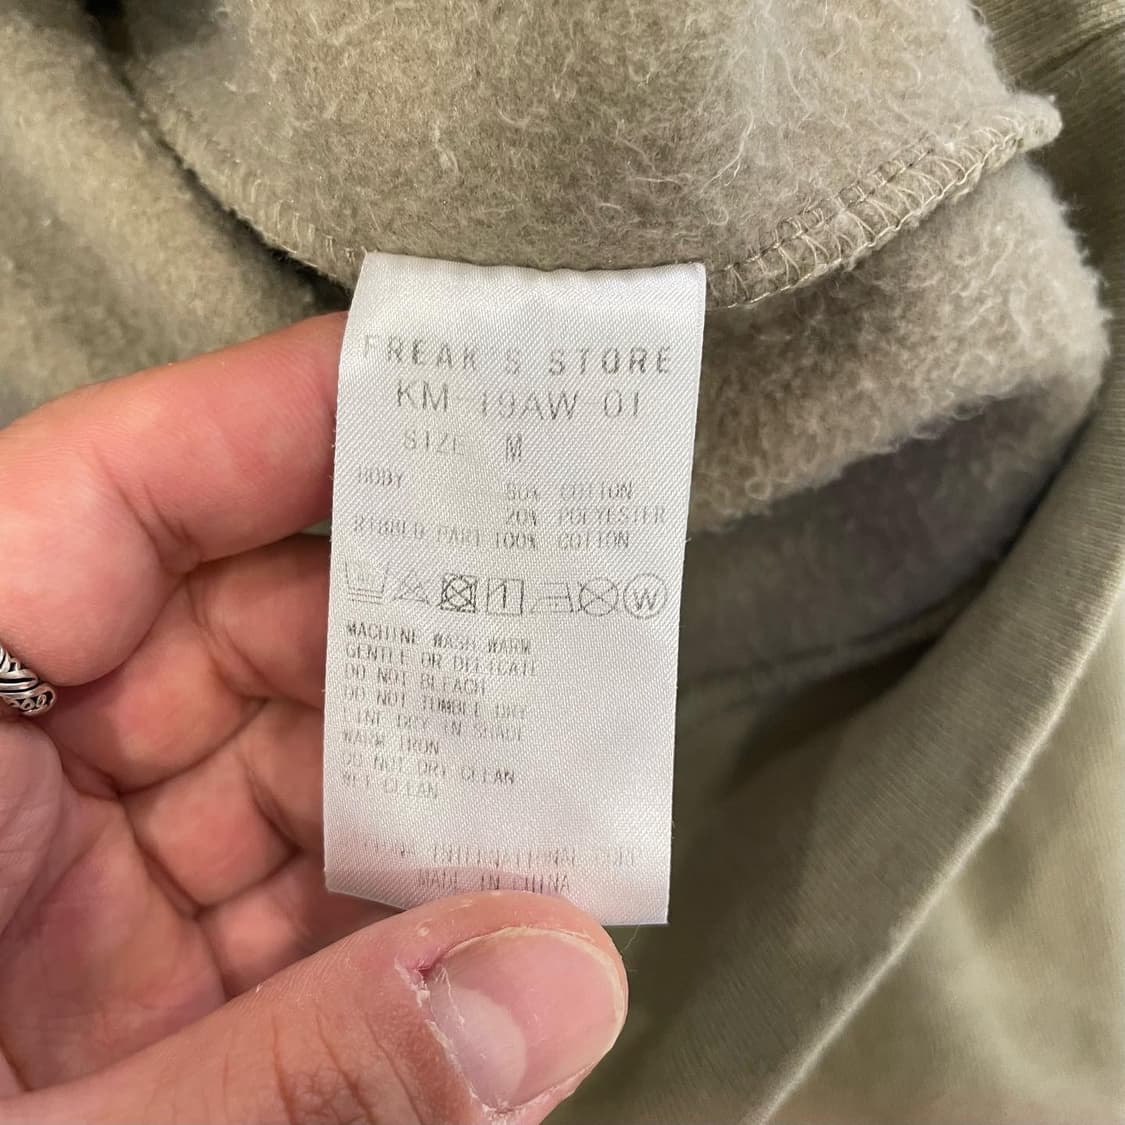 FREAK S STORE
KM-19AW-01
SIZE M
BODY 80% COTTON
20% POLYESTER
RIBBED PART 100% COTTON
W
MACHINE WASH WARM
GENTLE OR DELICATE
DO NOT BLEACH
DO NOT TUMBLE DRY
LINE DRY IN SHADE
WARM IRON
DO NOT DRY CLEAN
WET CLEAN
INTERNATIONAL CORP
MADE IN CHINA